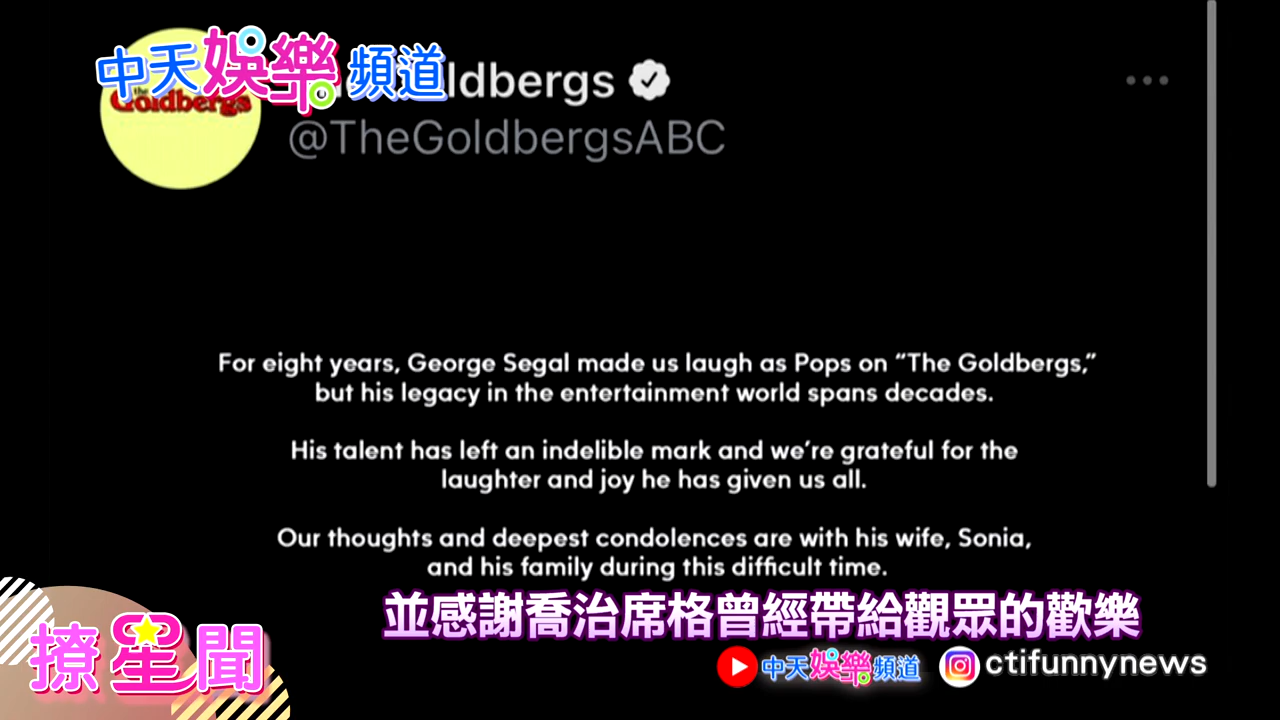 中天娛樂頻道
the Goldbergs
ldbergs
@TheGoldbergsABC
For eight years, George Segal made us laugh as Pops on “The Goldbergs,”
but his legacy in the entertainment world spans decades.
His talent has left an indelible mark and we’re grateful for the
laughter and joy he has given us all.
Our thoughts and deepest condolences are with his wife, Sonia,
and his family during this difficult time.
並感謝喬治席格曾經帶給觀眾的歡樂
撩星聞
中天娛樂頻道 ctifunnynews